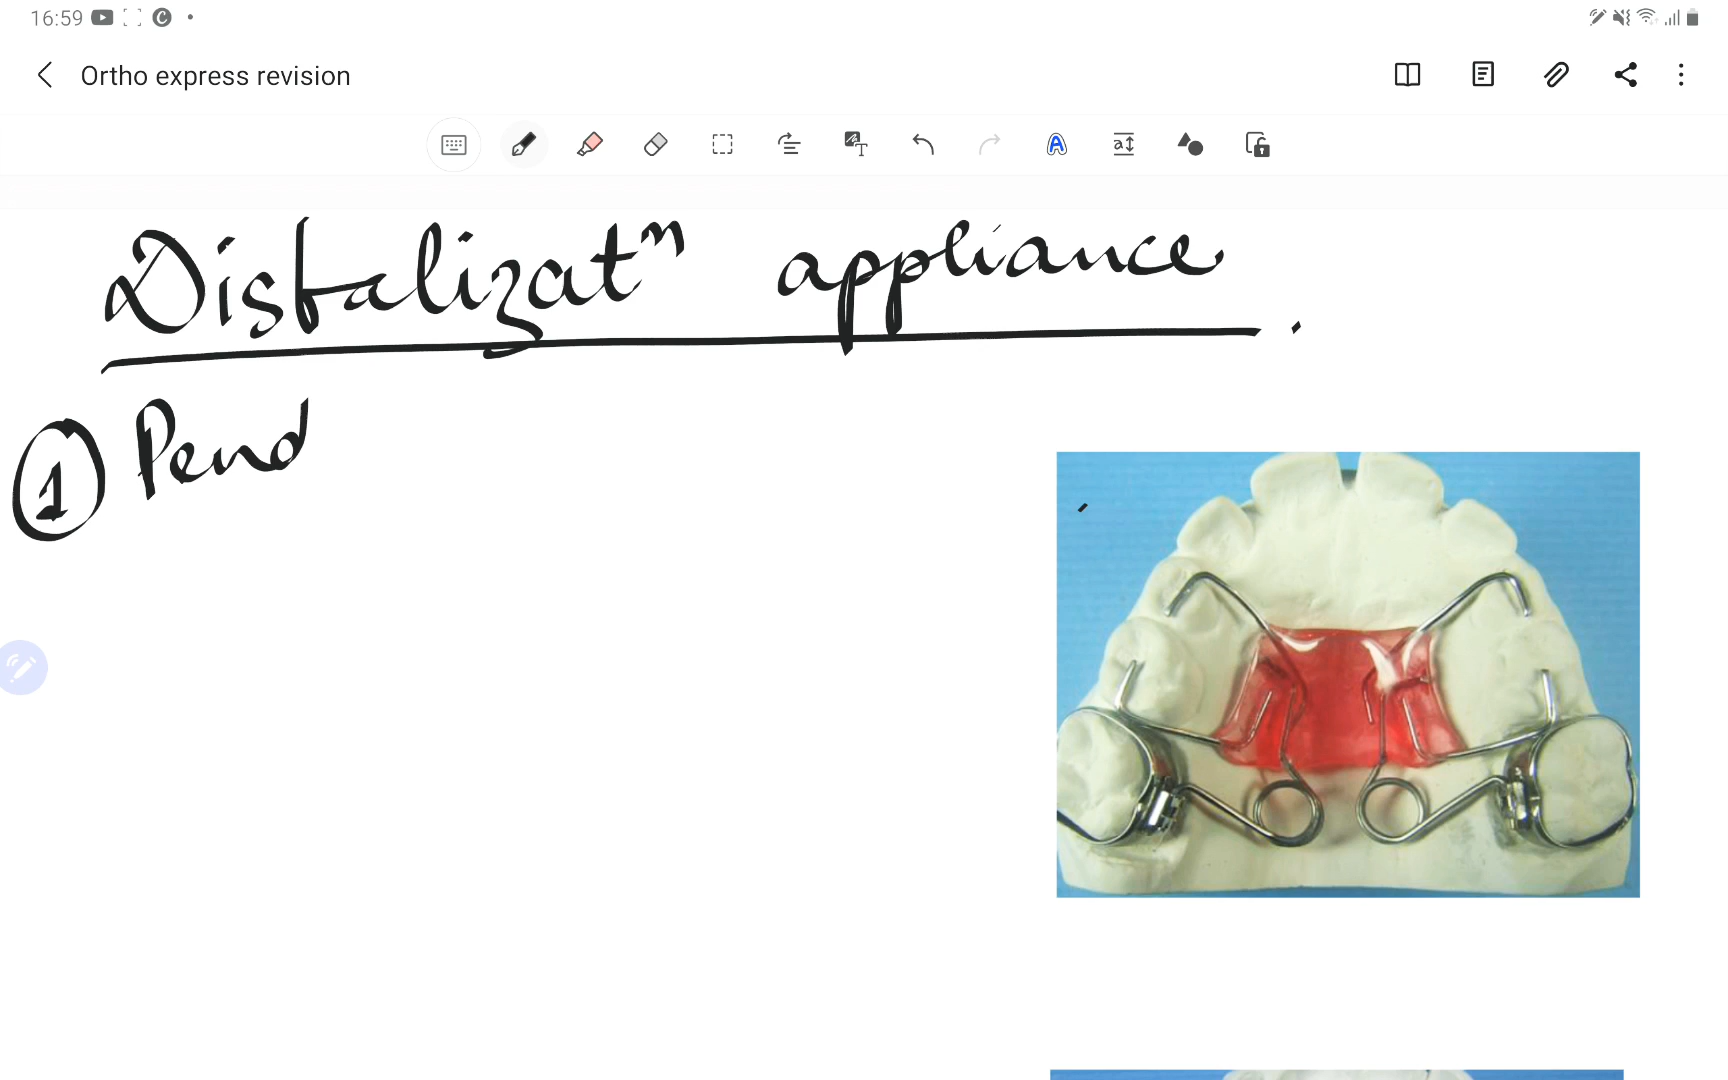 16:59
Ortho express revision
Distalizatⁿ appliance.
1 Pend